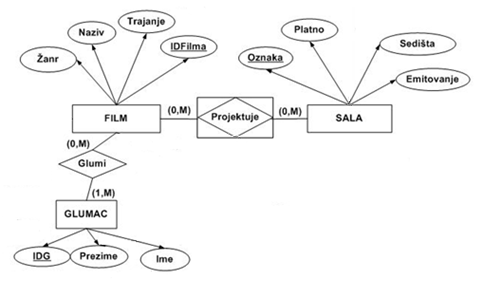 Žanr
Naziv
Trajanje
IDFilma
Oznaka
Platno
Sedišta
Emitovanje
FILM
(0,M)
Projektuje
(0,M)
SALA
(0,M)
Glumi
(1,M)
GLUMAC
IDG
Prezime
Ime